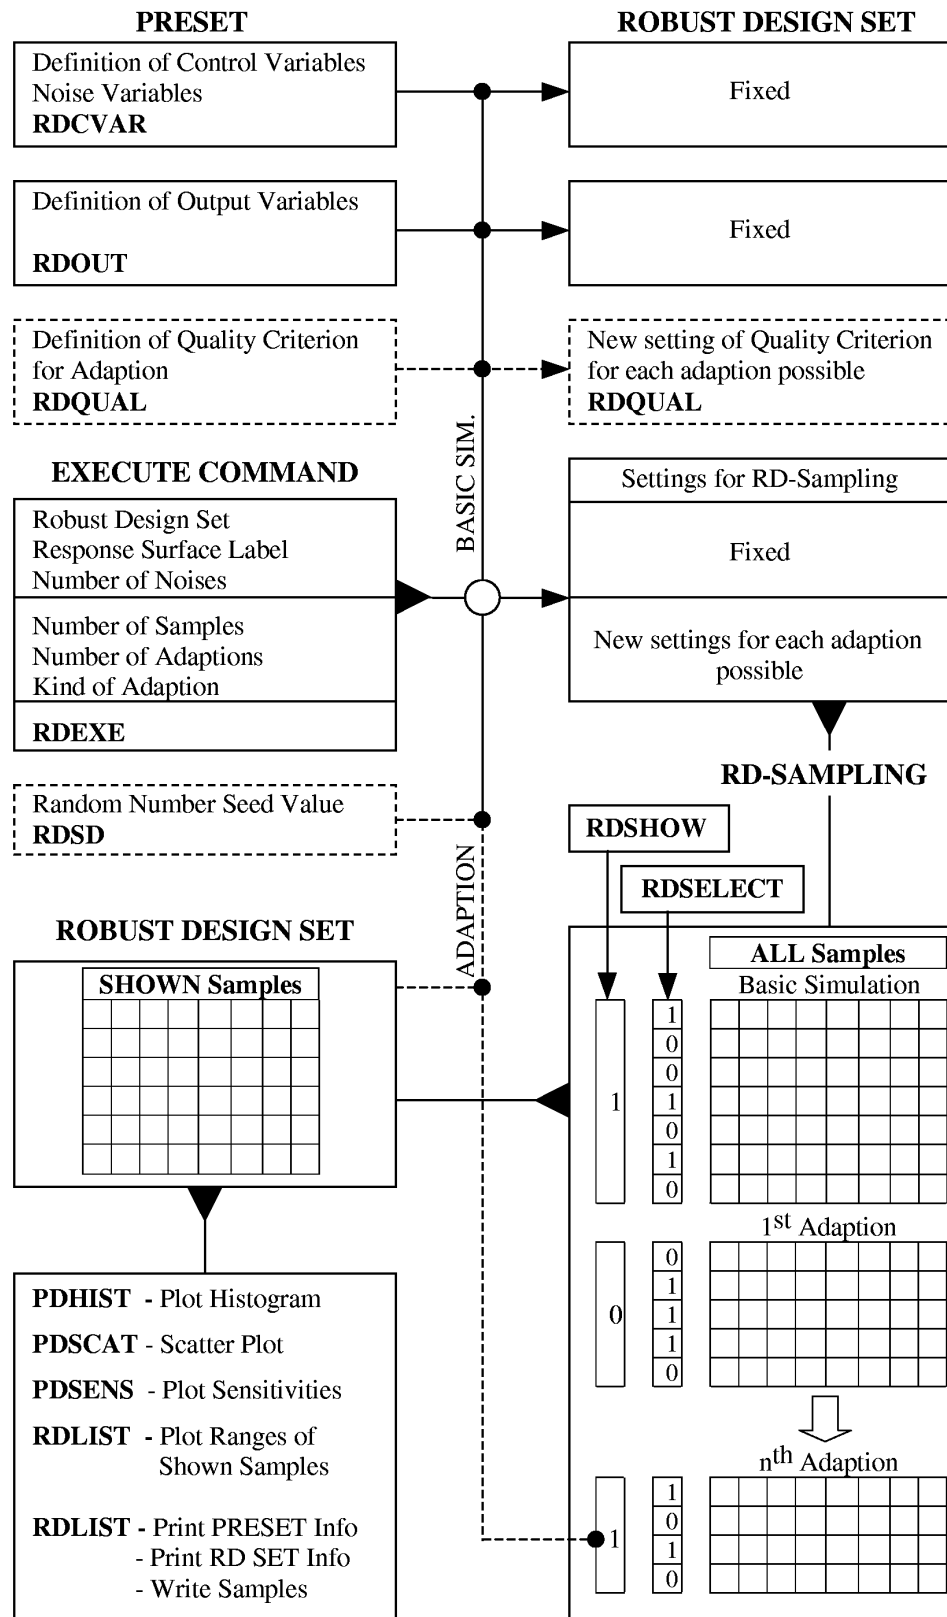 PRESET
ROBUST DESIGN SET
Definition of Control Variables
Noise Variables
RDCVAR
Fixed
Definition of Output Variables
RDOUT
Fixed
Definition of Quality Criterion
for Adaption
RDQUAL
New setting of Quality Criterion
for each adaption possible
RDQUAL
BASIC SIM.
EXECUTE COMMAND
Robust Design Set
Response Surface Label
Number of Noises
Number of Samples
Number of Adaptions
Kind of Adaption
RDEXE
Settings for RD-Sampling
Fixed
New settings for each adaption
possible
RD-SAMPLING
Random Number Seed Value
RDSD
ADAPTION
RDSHOW
RDSELECT
ROBUST DESIGN SET
SHOWN Samples
ALL Samples
Basic Simulation
1
1
0
0
1
0
1
0
1st Adaption
0
0
1
1
1
0
nth Adaption
1
1
0
1
0
PDHIST - Plot Histogram
PDSCAT - Scatter Plot
PDSENS - Plot Sensitivities
RDLIST - Plot Ranges of
Shown Samples
RDLIST - Print PRESET Info
- Print RD SET Info
- Write Samples